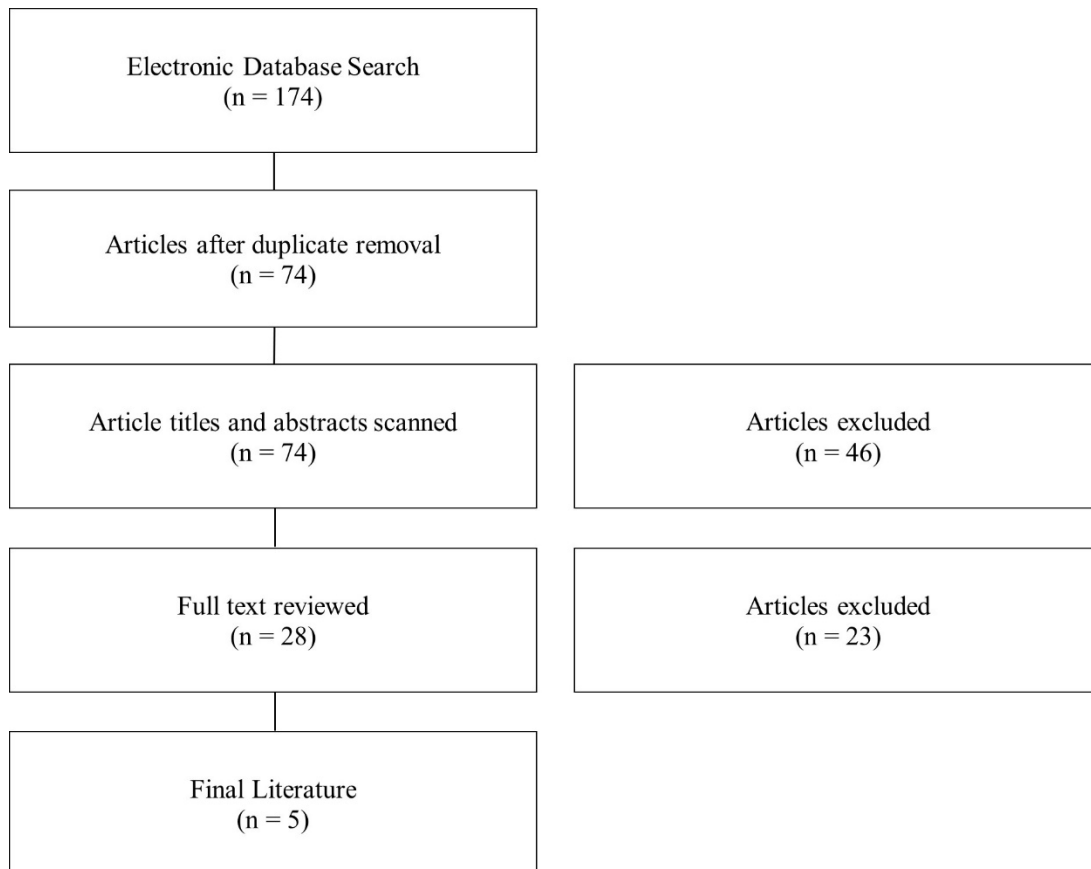 Electronic Database Search
(n = 174)
Articles after duplicate removal
(n = 74)
Article titles and abstracts scanned
(n = 74)
Articles excluded
(n = 46)
Full text reviewed
(n = 28)
Articles excluded
(n = 23)
Final Literature
(n = 5)